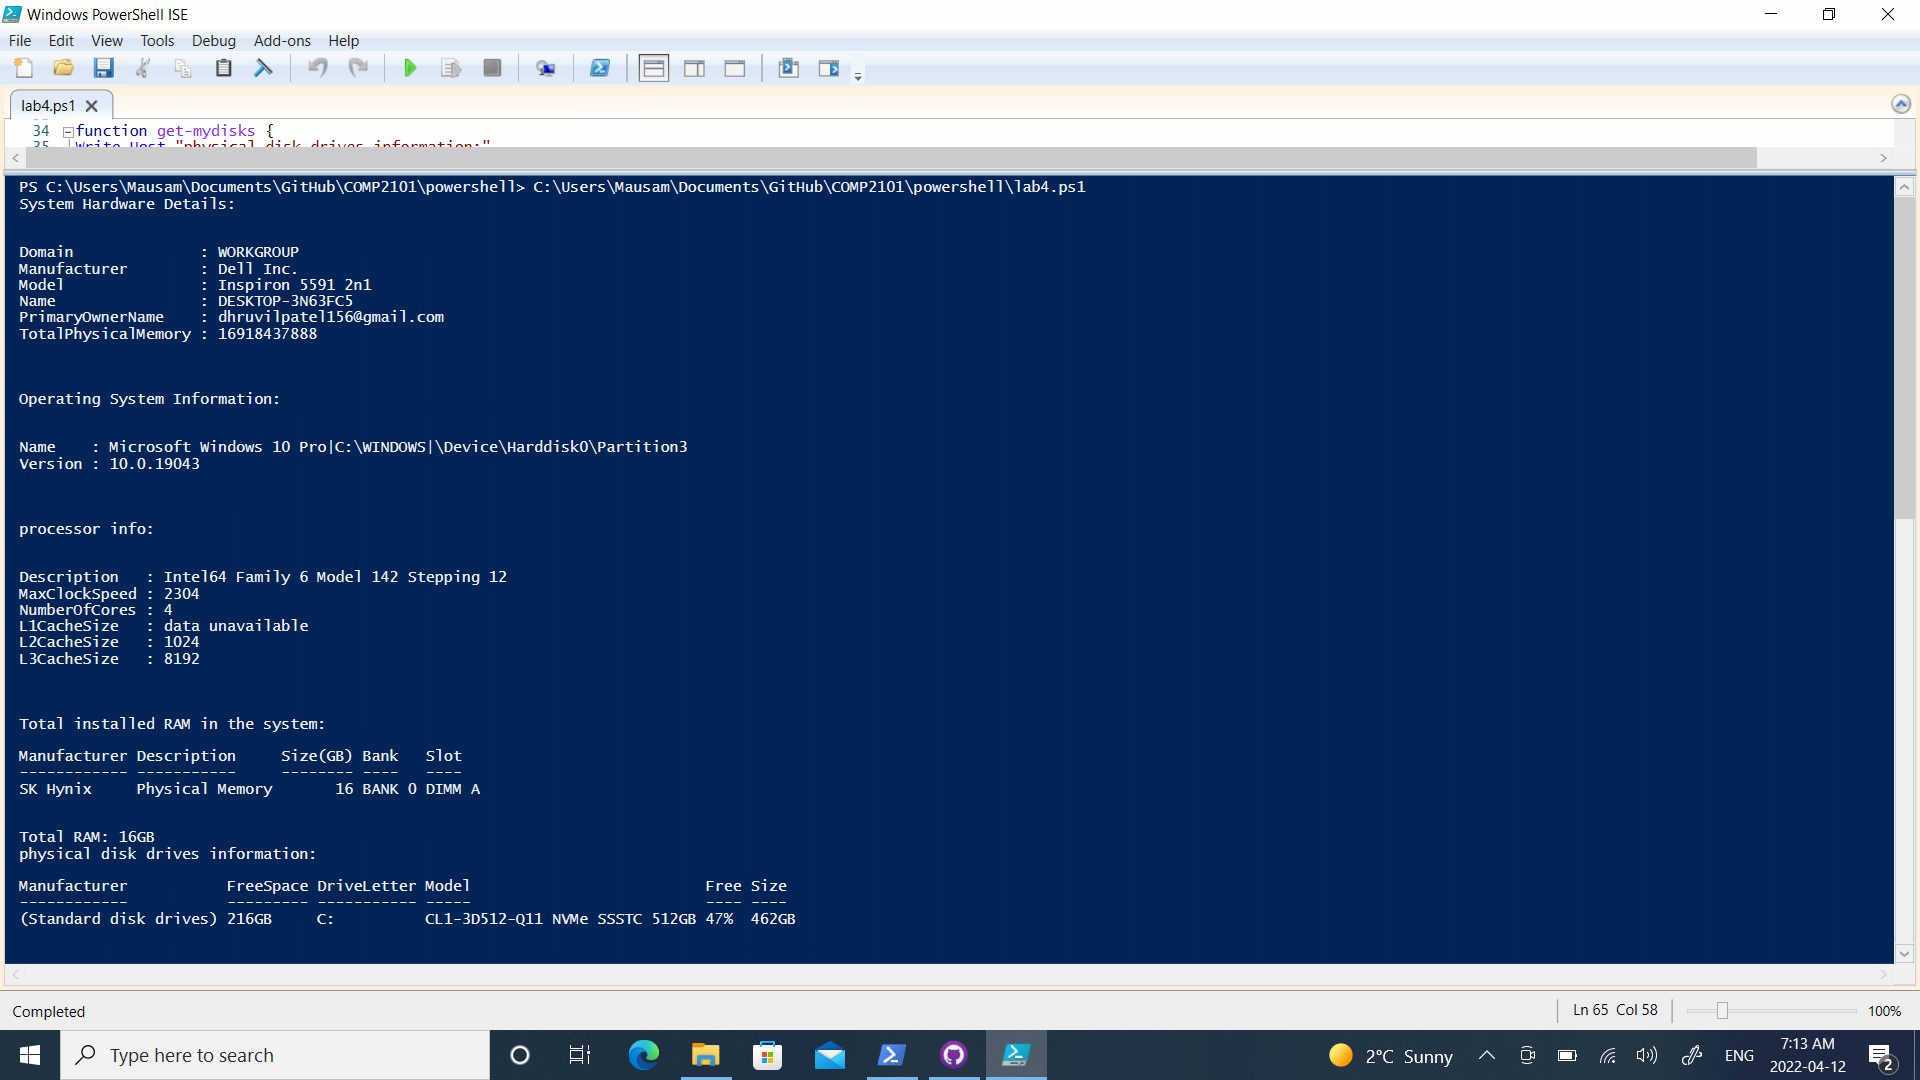 Windows PowerShell ISE
File Edit View Tools Debug Add-ons Help
lab4.ps1
34 function get-mydisks {
35 Write-Host "physical disk drives information:"
PS C:\Users\Mausam\Documents\GitHub\COMP2101\powershell> C:\Users\Mausam\Documents\GitHub\COMP2101\powershell\lab4.ps1
System Hardware Details:
Domain : WORKGROUP
Manufacturer : Dell Inc.
Model : Inspiron 5591 2n1
Name : DESKTOP-3N63FC5
PrimaryOwnerName : dhruvilpatel156@gmail.com
TotalPhysicalMemory : 16918437888
Operating System Information:
Name : Microsoft Windows 10 Pro|C:\WINDOWS|\Device\Harddisk0\Partition3
Version : 10.0.19043
processor info:
Description : Intel64 Family 6 Model 142 Stepping 12
MaxClockSpeed : 2304
NumberOfCores : 4
L1CacheSize : data unavailable
L2CacheSize : 1024
L3CacheSize : 8192
Total installed RAM in the system:
Manufacturer Description Size(GB) Bank Slot
------------ ----------- -------- ---- ----
SK Hynix Physical Memory 16 BANK 0 DIMM A
Total RAM: 16GB
physical disk drives information:
Manufacturer FreeSpace DriveLetter Model Free Size
------------ --------- ----------- ----- ---- ----
(Standard disk drives) 216GB C: CL1-3D512-Q11 NVMe SSSTC 512GB 47% 462GB
Completed
Ln 65 Col 58
100%
Type here to search
2°C Sunny
ENG
7:13 AM
2022-04-12
2